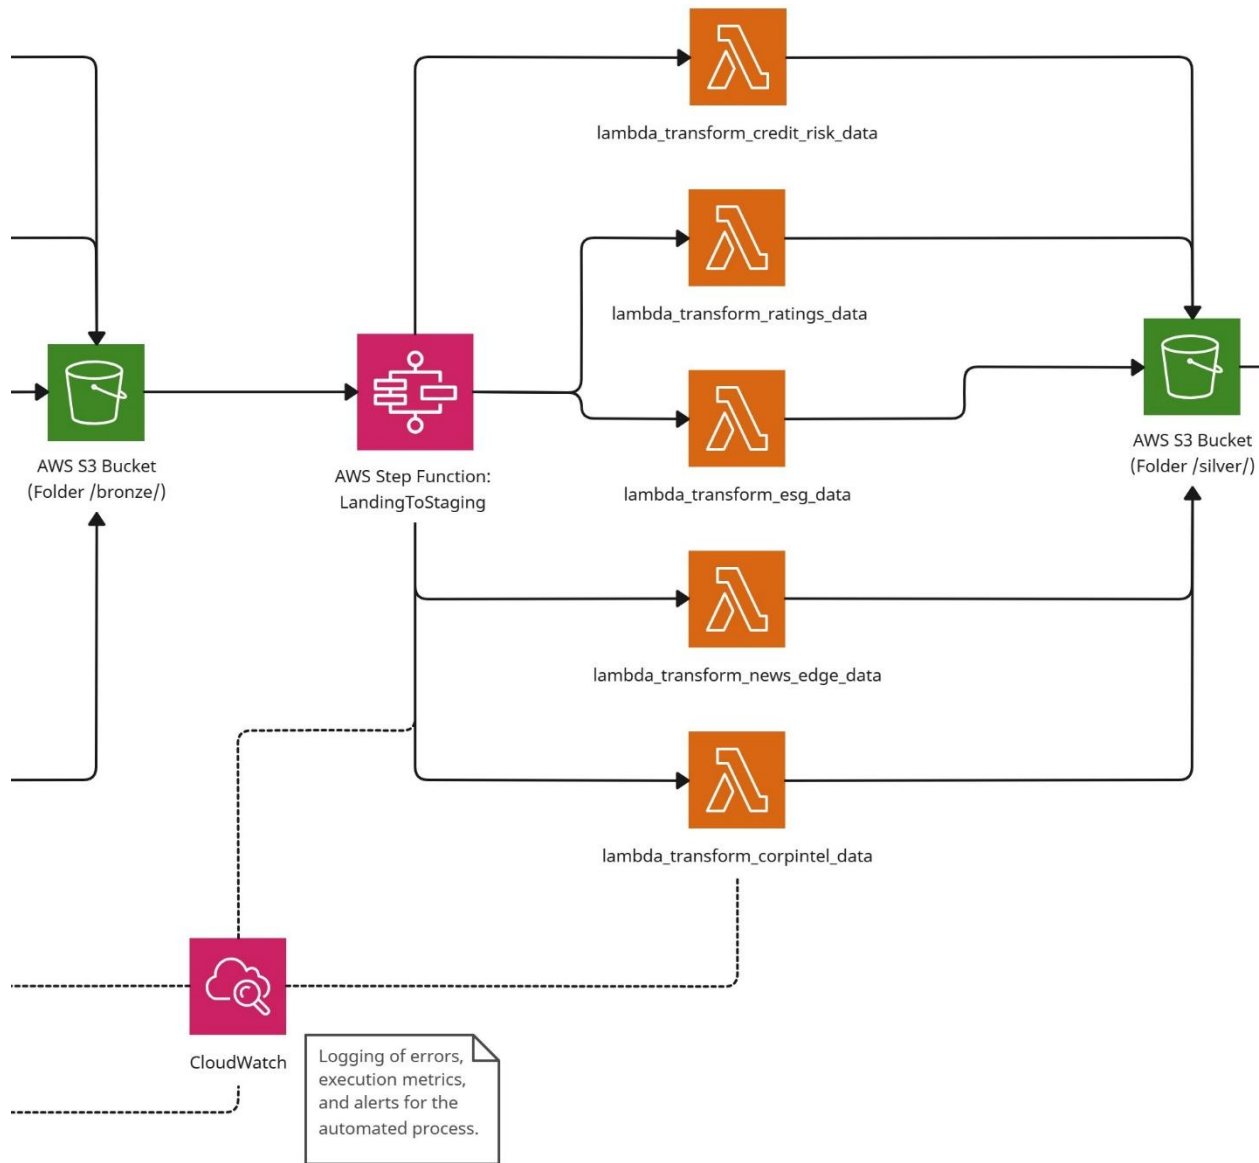 lambda_transform_credit_risk_data
lambda_transform_ratings_data
AWS S3 Bucket
(Folder /bronze/)
AWS Step Function:
LandingToStaging
lambda_transform_esg_data
AWS S3 Bucket
(Folder /silver/)
lambda_transform_news_edge_data
lambda_transform_corpintel_data
CloudWatch
Logging of errors,
execution metrics,
and alerts for the
automated process.